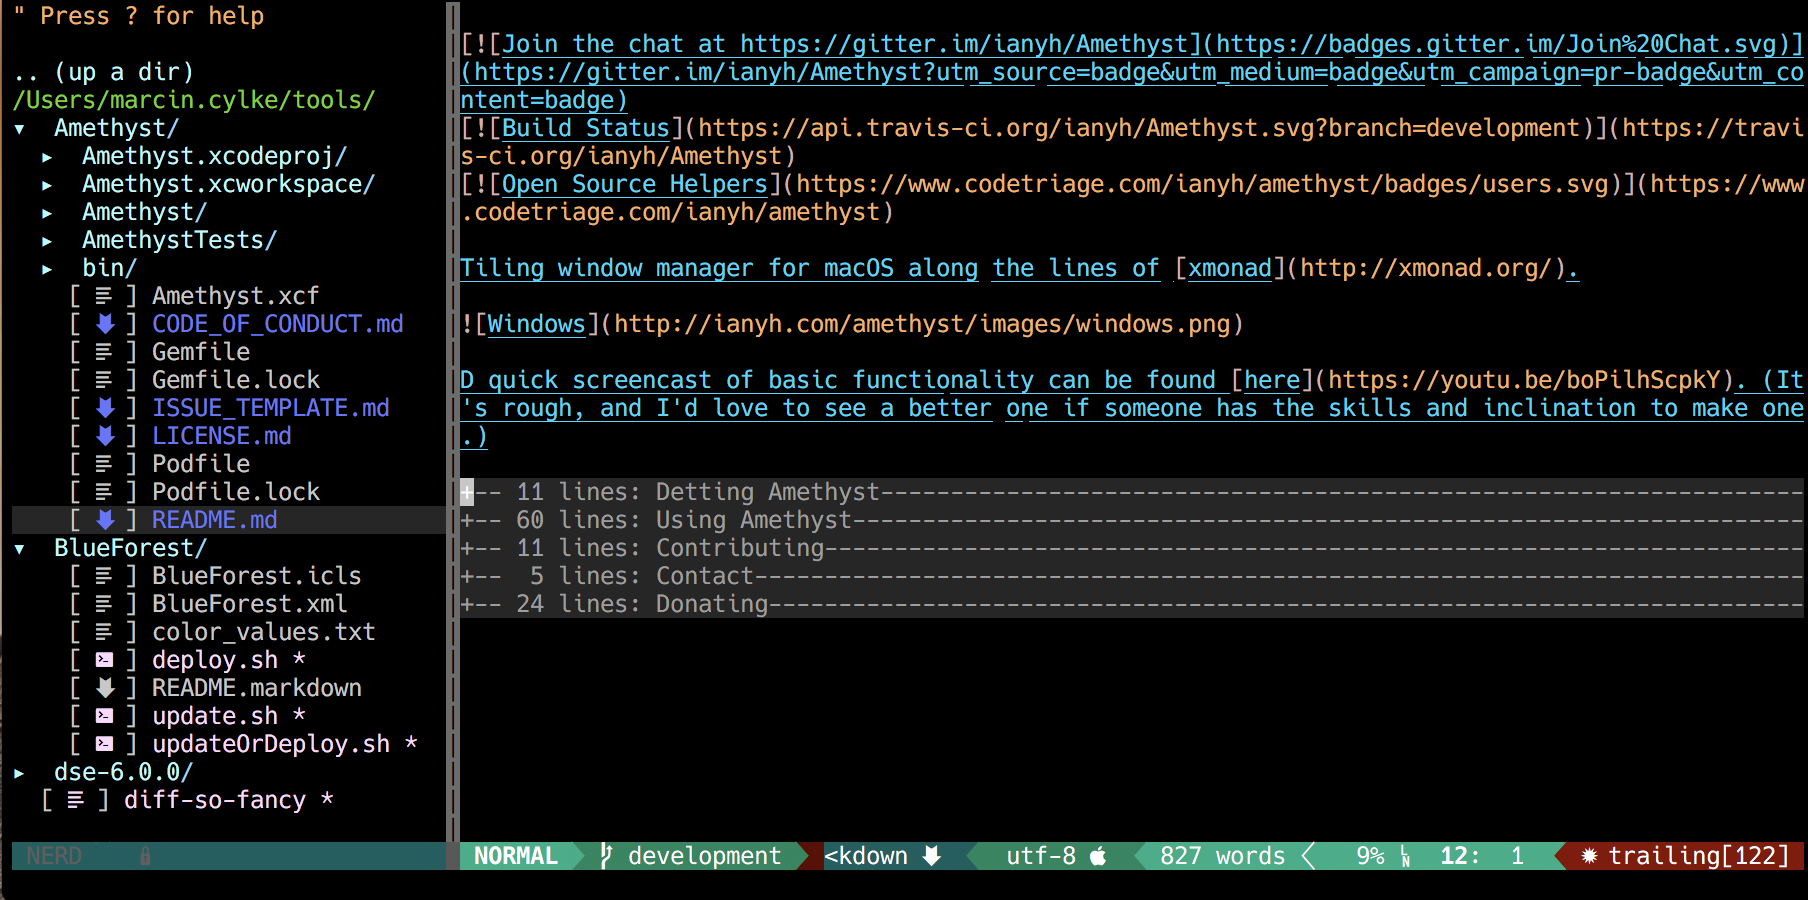 " Press ? for help
.. (up a dir)
/Users/marcin.cylke/tools/
▾ Amethyst/
▸ Amethyst.xcodeproj/
▸ Amethyst.xcworkspace/
▸ Amethyst/
▸ AmethystTests/
▸ bin/
[ ] Amethyst.xcf
[ ] CODE_OF_CONDUCT.md
[ ] Gemfile
[ ] Gemfile.lock
[ ] ISSUE_TEMPLATE.md
[ ] LICENSE.md
[ ] Podfile
[ ] Podfile.lock
[ ] README.md
▾ BlueForest/
[ ] BlueForest.icls
[ ] BlueForest.xml
[ ] color_values.txt
[ ] deploy.sh *
[ ] README.markdown
[ ] update.sh *
[ ] updateOrDeploy.sh *
▸ dse-6.0.0/
[ ] diff-so-fancy *
NERD
[![Join the chat at https://gitter.im/ianyh/Amethyst](https://badges.gitter.im/Join%20Chat.svg)]
(https://gitter.im/ianyh/Amethyst?utm_source=badge&utm_medium=badge&utm_campaign=pr-badge&utm_co
ntent=badge)
[![Build Status](https://api.travis-ci.org/ianyh/Amethyst.svg?branch=development)](https://travi
s-ci.org/ianyh/Amethyst)
[![Open Source Helpers](https://www.codetriage.com/ianyh/amethyst/badges/users.svg)](https://www
.codetriage.com/ianyh/amethyst)
Tiling window manager for macOS along the lines of [xmonad](http://xmonad.org/).
![Windows](http://ianyh.com/amethyst/images/windows.png)
D quick screencast of basic functionality can be found [here](https://youtu.be/boPilhScpkY). (It
's rough, and I'd love to see a better one if someone has the skills and inclination to make one
.)
+-- 11 lines: Detting Amethyst------------------------------------------------------------------
+-- 60 lines: Using Amethyst--------------------------------------------------------------------
+-- 11 lines: Contributing----------------------------------------------------------------------
+--  5 lines: Contact---------------------------------------------------------------------------
+-- 24 lines: Donating--------------------------------------------------------------------------
NORMAL development <kdown utf-8 827 words 9% LN 12: 1 trailing[122]